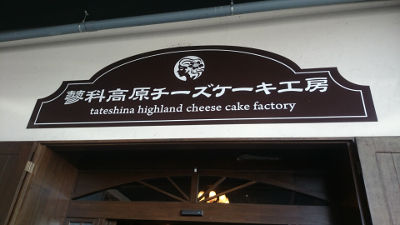 蓼科高原チーズケーキ工房
tateshina highland cheese cake factory